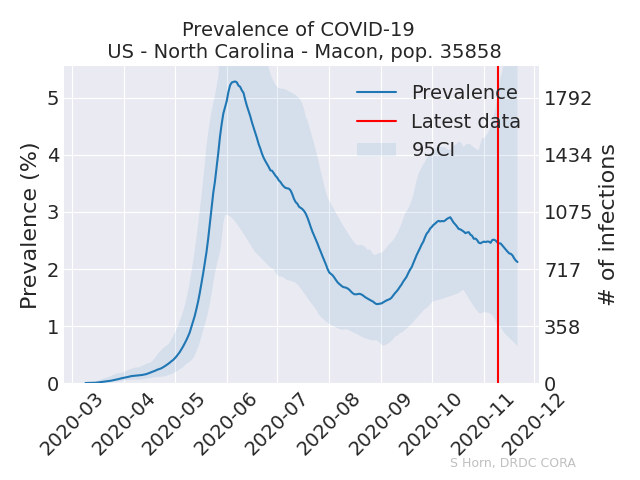 Prevalence of COVID-19
US - North Carolina - Macon, pop. 35858
Prevalence
Latest data
95CI
Prevalence (%)
5
4
3
2
1
0
1792
1434
1075
717
358
0
# of infections
2020-03
2020-04
2020-05
2020-06
2020-07
2020-08
2020-09
2020-10
2020-11
2020-12
S Horn, DRDC CORA